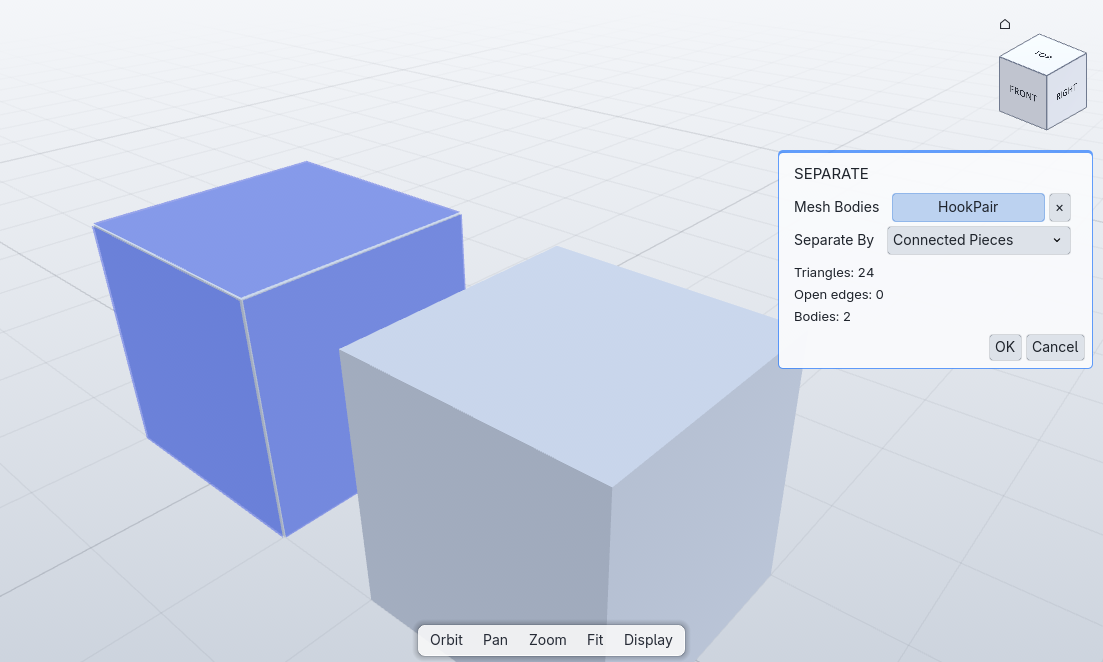 TOP
FRONT
RIGHT
SEPARATE
Mesh Bodies HookPair ×
Separate By Connected Pieces
Triangles: 24
Open edges: 0
Bodies: 2
OK Cancel
Orbit Pan Zoom Fit Display